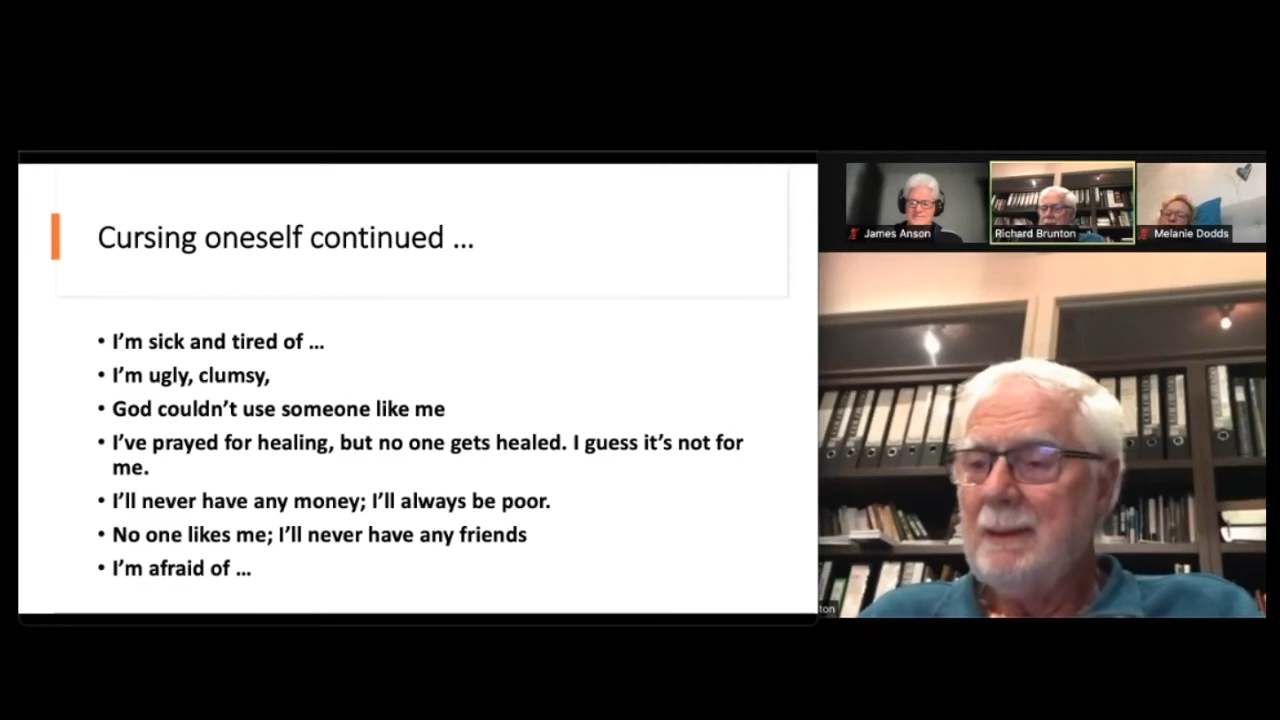 Cursing oneself continued ...
• I’m sick and tired of ...
• I’m ugly, clumsy,
• God couldn’t use someone like me
• I’ve prayed for healing, but no one gets healed. I guess it’s not for
me.
• I’ll never have any money; I’ll always be poor.
• No one likes me; I’ll never have any friends
• I’m afraid of ...
James Anson
Richard Brunton
Melanie Dodds
ton